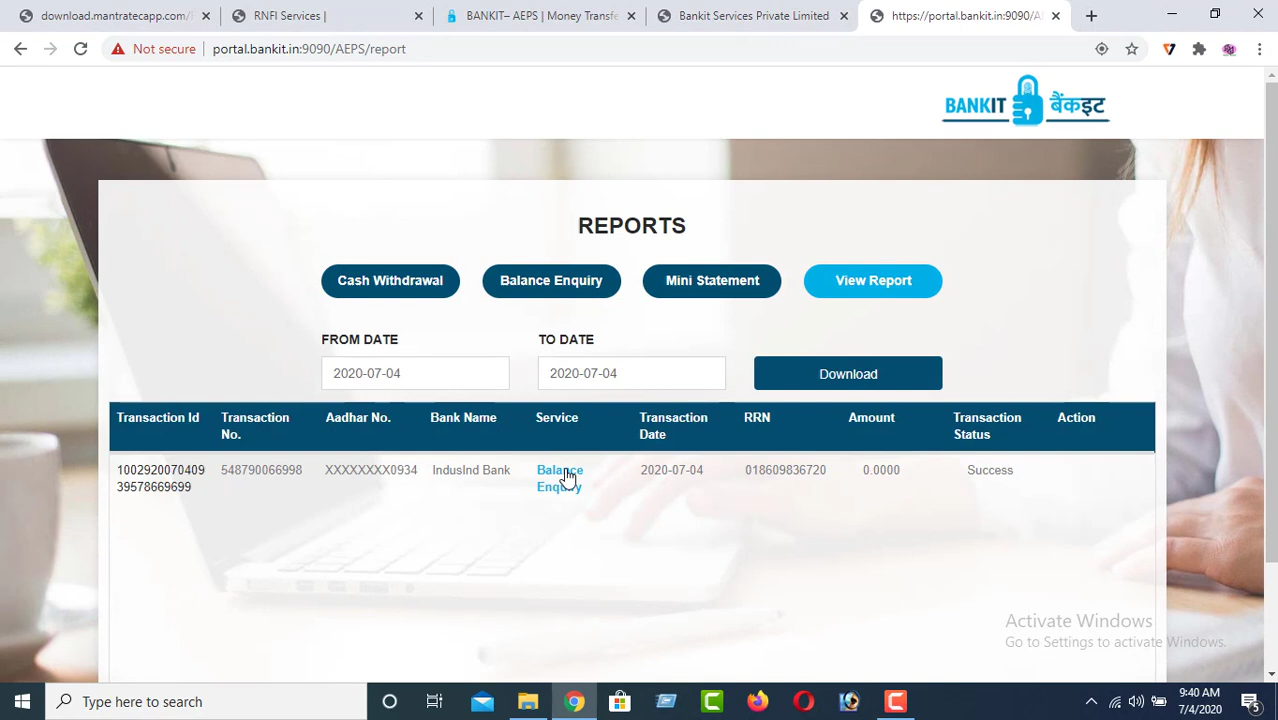 download.mantratecapp.com/
RNFI Services |
BANKIT– AEPS | Money Transfe
Bankit Services Private Limited
https://portal.bankit.in:9090/A
Not secure
portal.bankit.in:9090/AEPS/report
BANKIT बैंकइट
REPORTS
Cash Withdrawal
Balance Enquiry
Mini Statement
View Report
FROM DATE
TO DATE
2020-07-04
2020-07-04
Download
Transaction Id
Transaction No.
Aadhar No.
Bank Name
Service
Transaction Date
RRN
Amount
Transaction Status
Action
1002920070409
39578669699
548790066998
XXXXXXXX0934
IndusInd Bank
Balance
Enquiry
2020-07-04
018609836720
0.0000
Success
Activate Windows
Go to Settings to activate Windows.
Type here to search
9:40 AM
7/4/2020
5